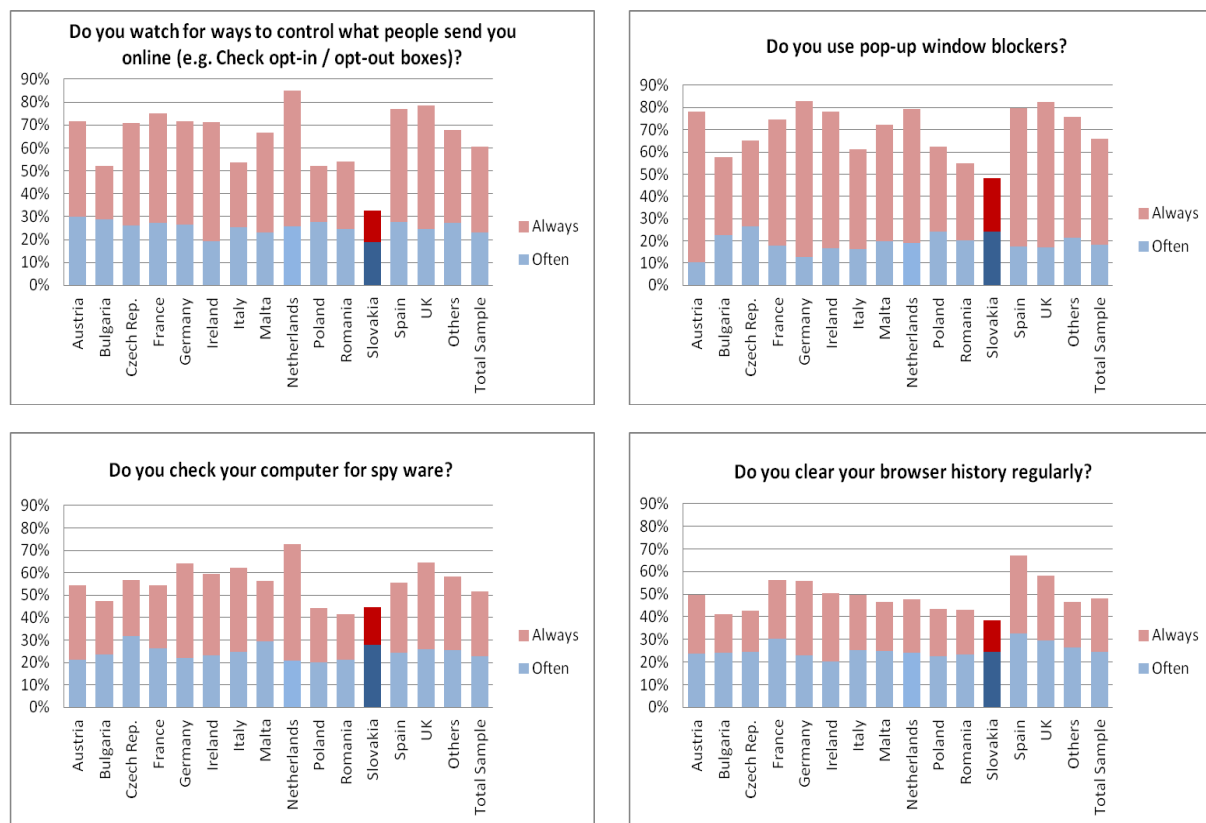 Do you watch for ways to control what people send you
online (e.g. Check opt-in / opt-out boxes)?
90%
80%
70%
60%
50%
40%
30%
20%
10%
0%
Always
Often
Austria
Bulgaria
Czech Rep.
France
Germany
Ireland
Italy
Malta
Netherlands
Poland
Romania
Slovakia
Spain
UK
Others
Total Sample
Do you use pop-up window blockers?
90%
80%
70%
60%
50%
40%
30%
20%
10%
0%
Always
Often
Austria
Bulgaria
Czech Rep.
France
Germany
Ireland
Italy
Malta
Netherlands
Poland
Romania
Slovakia
Spain
UK
Others
Total Sample
Do you check your computer for spy ware?
90%
80%
70%
60%
50%
40%
30%
20%
10%
0%
Always
Often
Austria
Bulgaria
Czech Rep.
France
Germany
Ireland
Italy
Malta
Netherlands
Poland
Romania
Slovakia
Spain
UK
Others
Total Sample
Do you clear your browser history regularly?
90%
80%
70%
60%
50%
40%
30%
20%
10%
0%
Always
Often
Austria
Bulgaria
Czech Rep.
France
Germany
Ireland
Italy
Malta
Netherlands
Poland
Romania
Slovakia
Spain
UK
Others
Total Sample